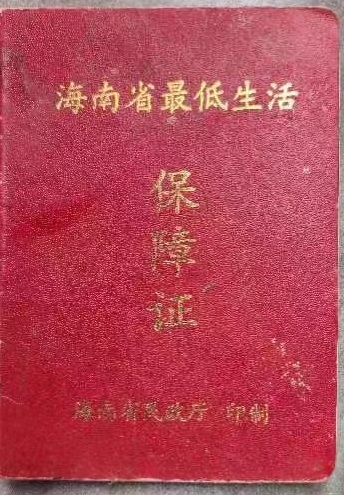 海南省最低生活
保
障
证
海南省民政厅 印制